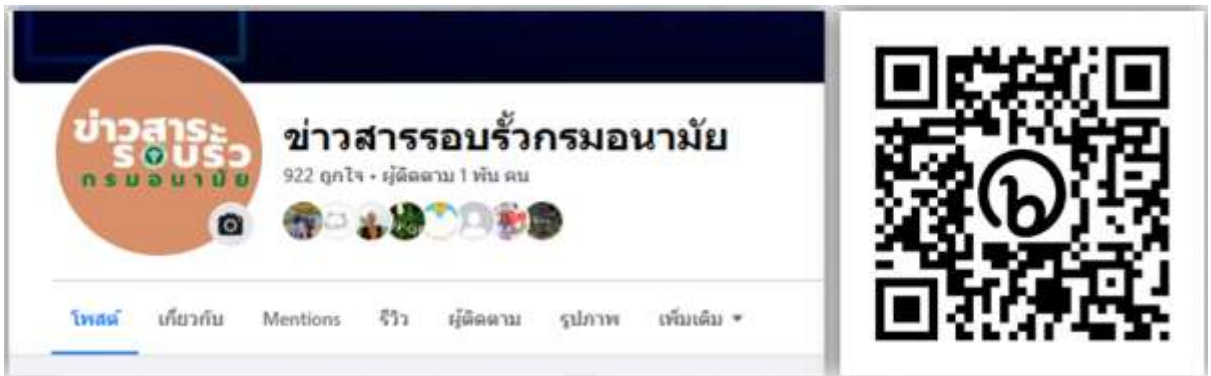 ข่าวสาระ
รอบรั้ว
กรมอนามัย
ข่าวสารรอบรั้วกรมอนามัย
922 ถูกใจ • ผู้ติดตาม 1 พัน คน
โพสต์ เกี่ยวกับ Mentions รีวิว ผู้ติดตาม รูปภาพ เพิ่มเติม